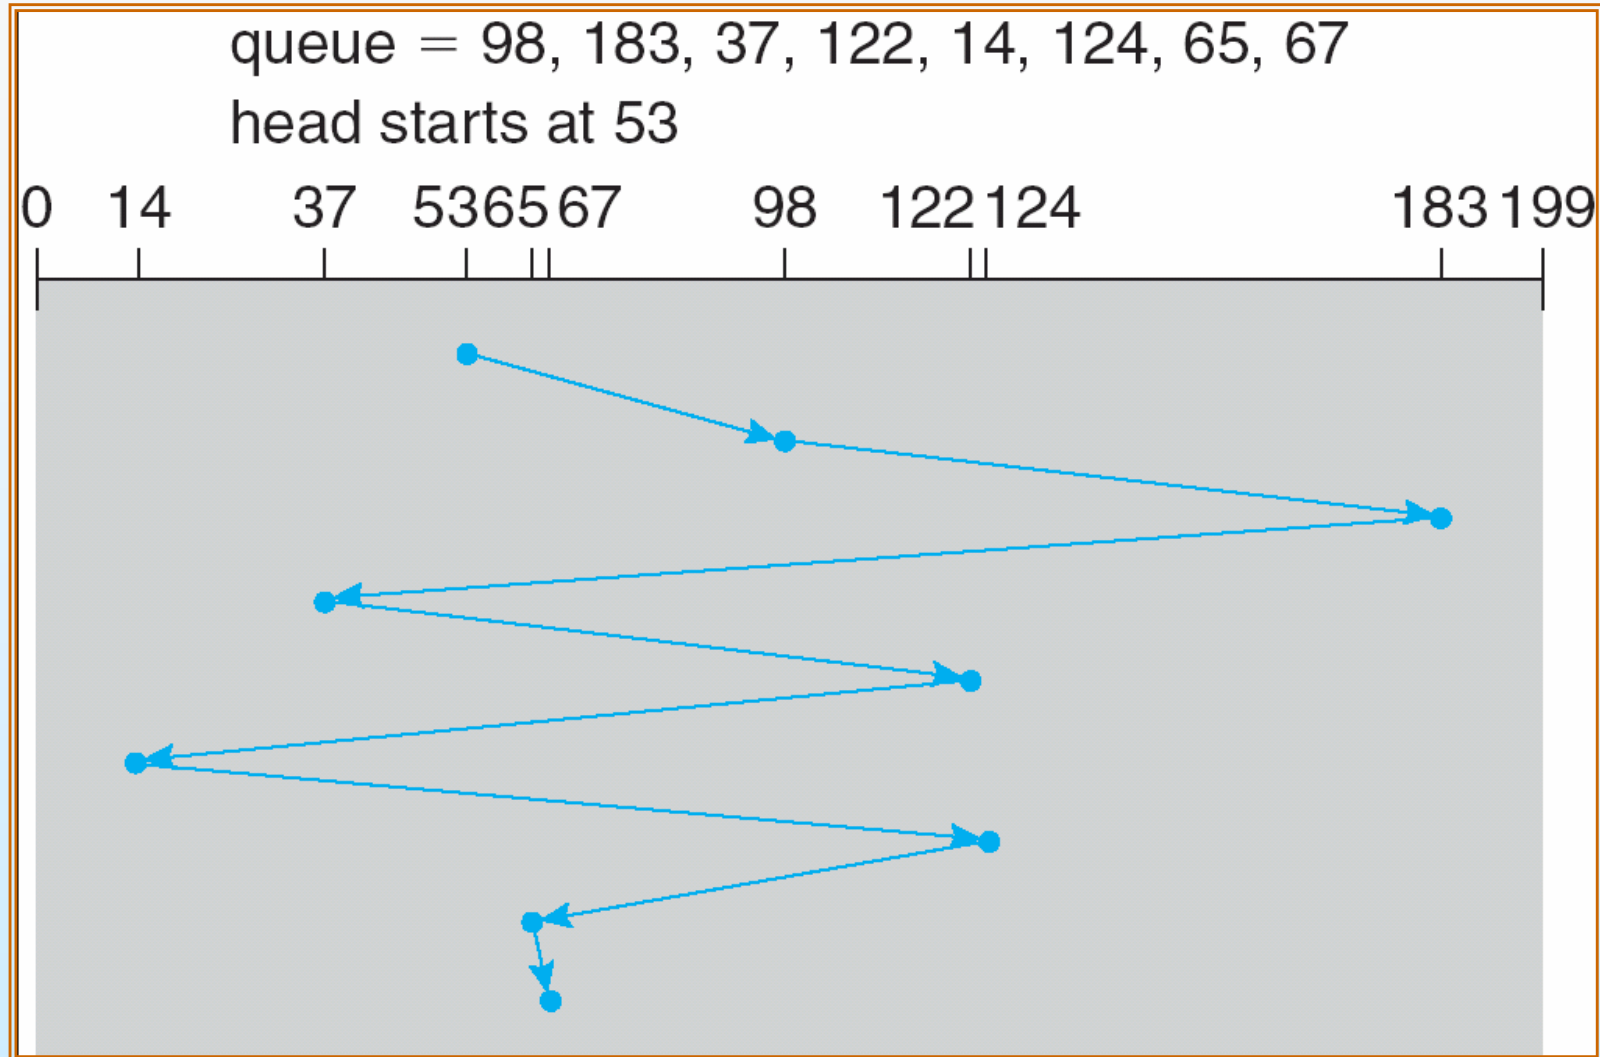 queue = 98, 183, 37, 122, 14, 124, 65, 67
head starts at 53
0 14 37 53 65 67 98 122 124 183 199